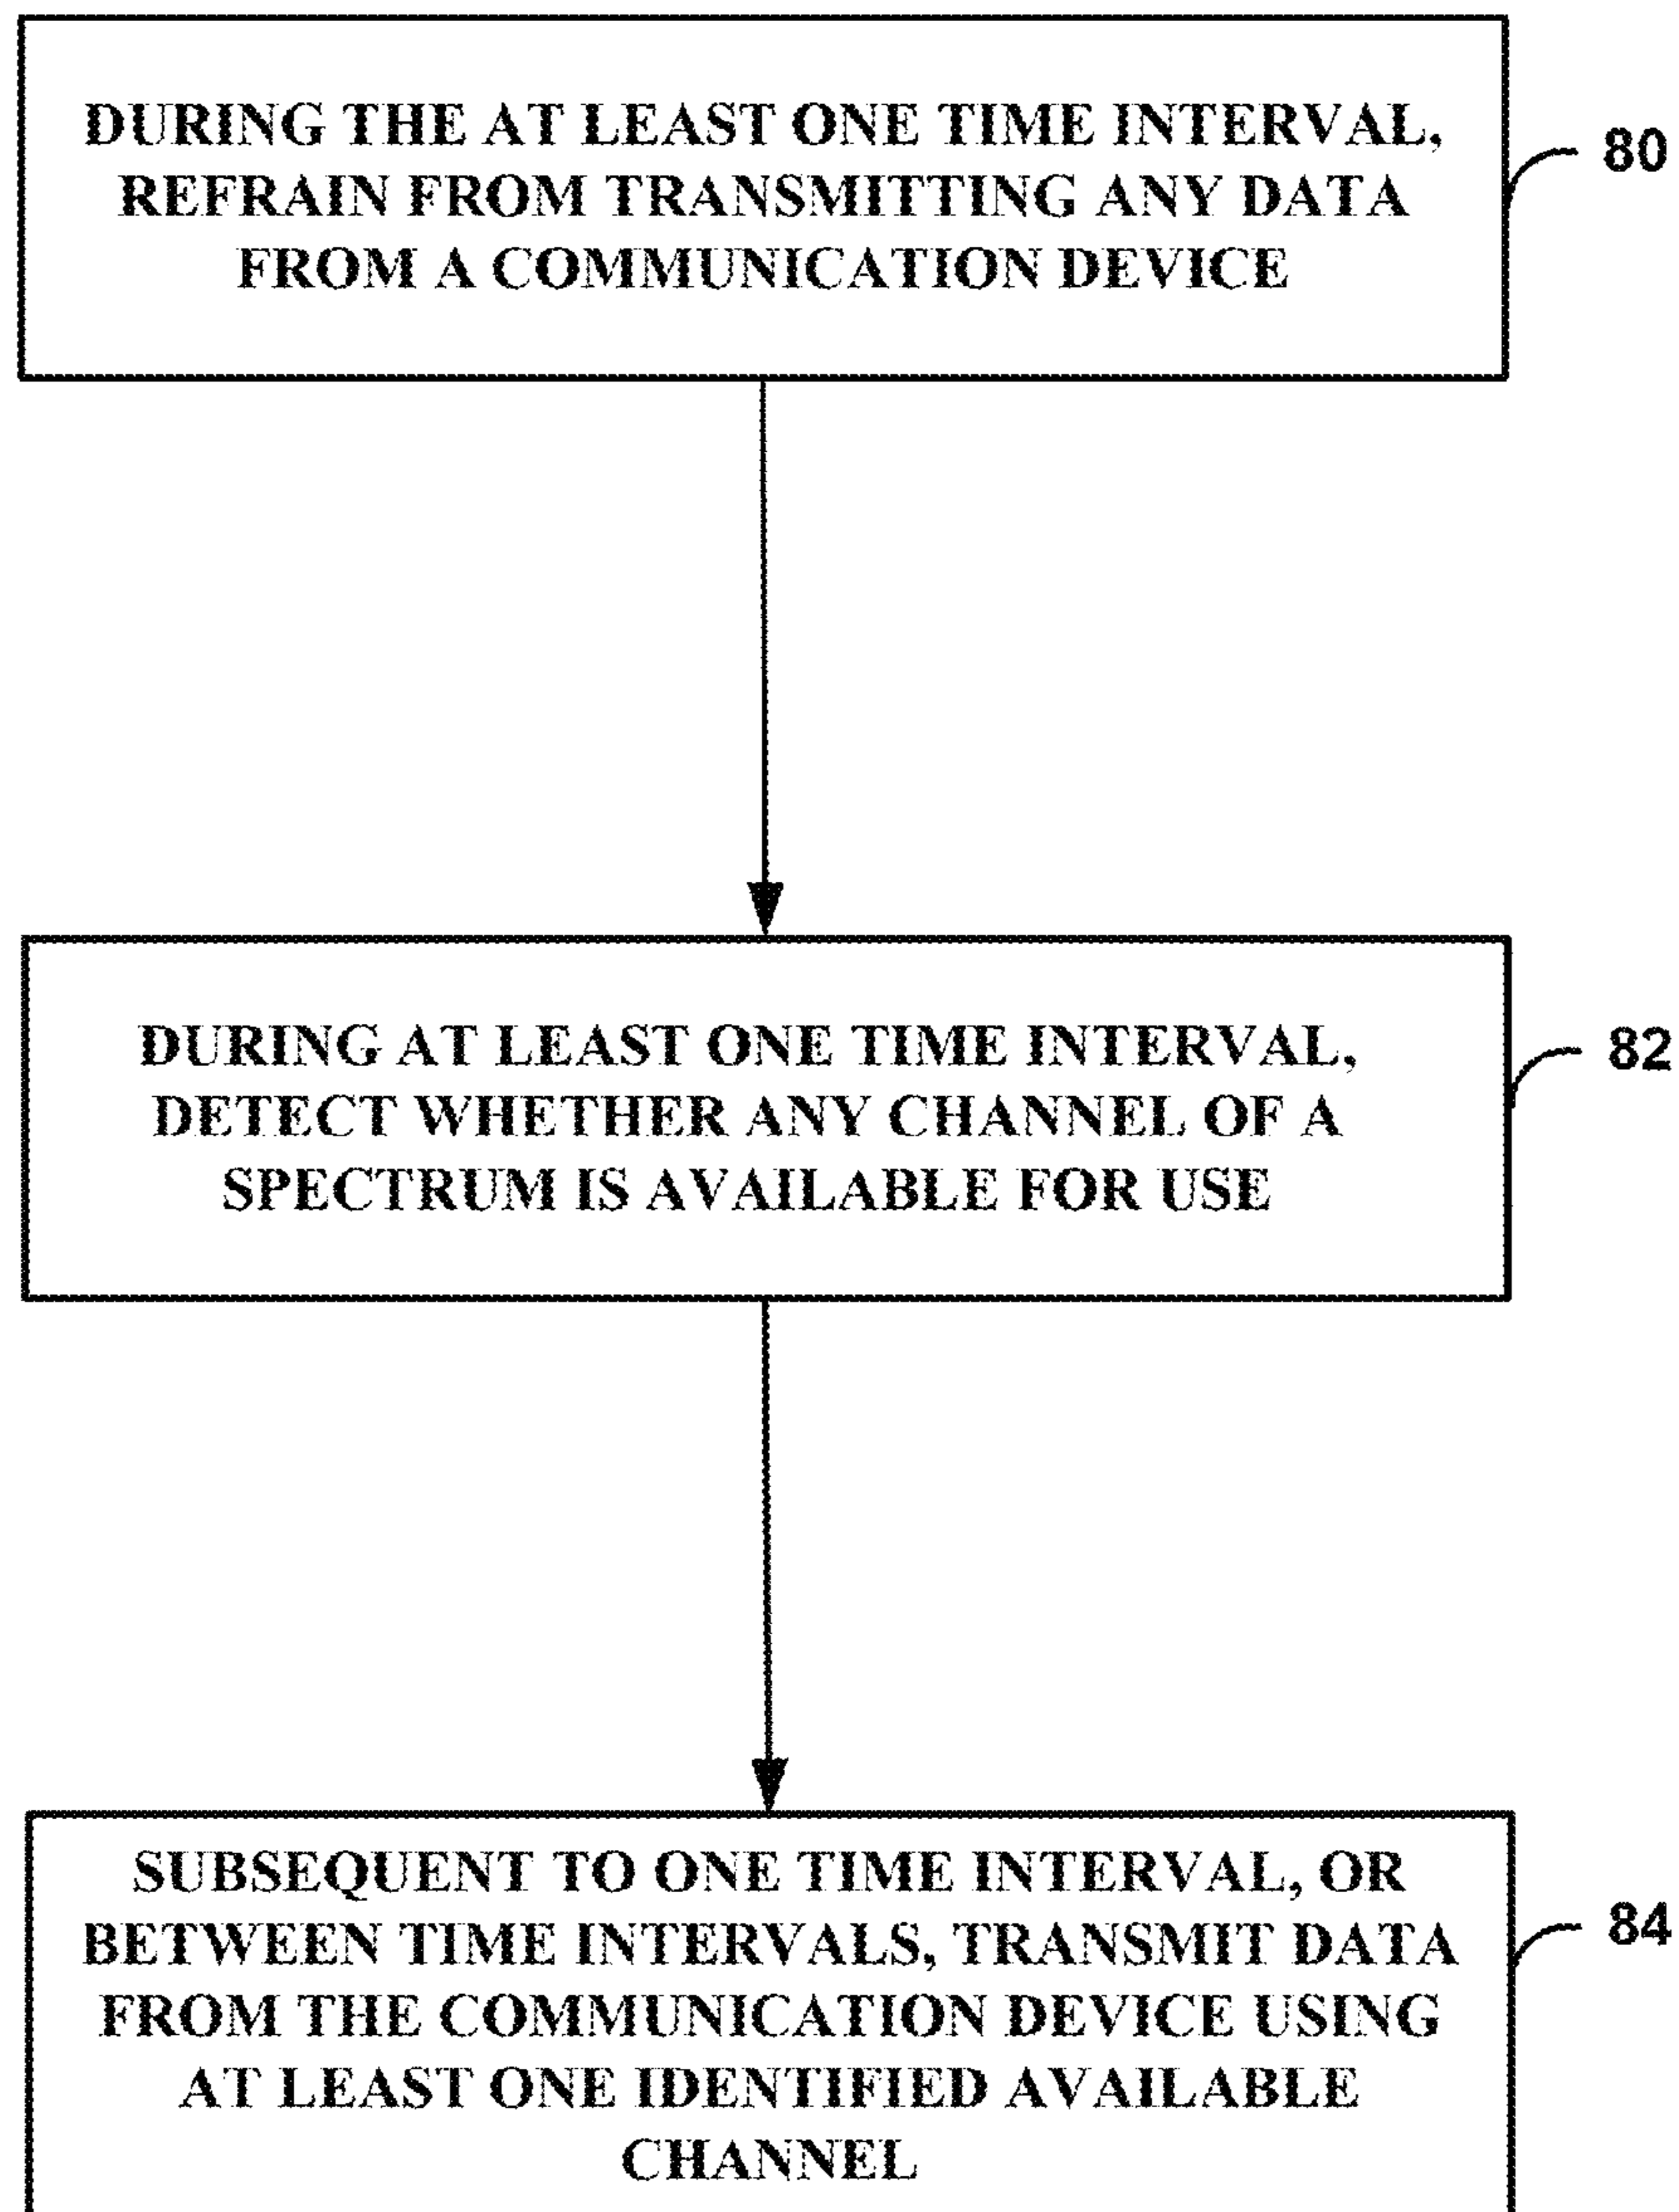 DURING THE AT LEAST ONE TIME INTERVAL,
REFRAIN FROM TRANSMITTING ANY DATA
FROM A COMMUNICATION DEVICE
80
DURING AT LEAST ONE TIME INTERVAL,
DETECT WHETHER ANY CHANNEL OF A
SPECTRUM IS AVAILABLE FOR USE
82
SUBSEQUENT TO ONE TIME INTERVAL, OR
BETWEEN TIME INTERVALS, TRANSMIT DATA
FROM THE COMMUNICATION DEVICE USING
AT LEAST ONE IDENTIFIED AVAILABLE
CHANNEL
84